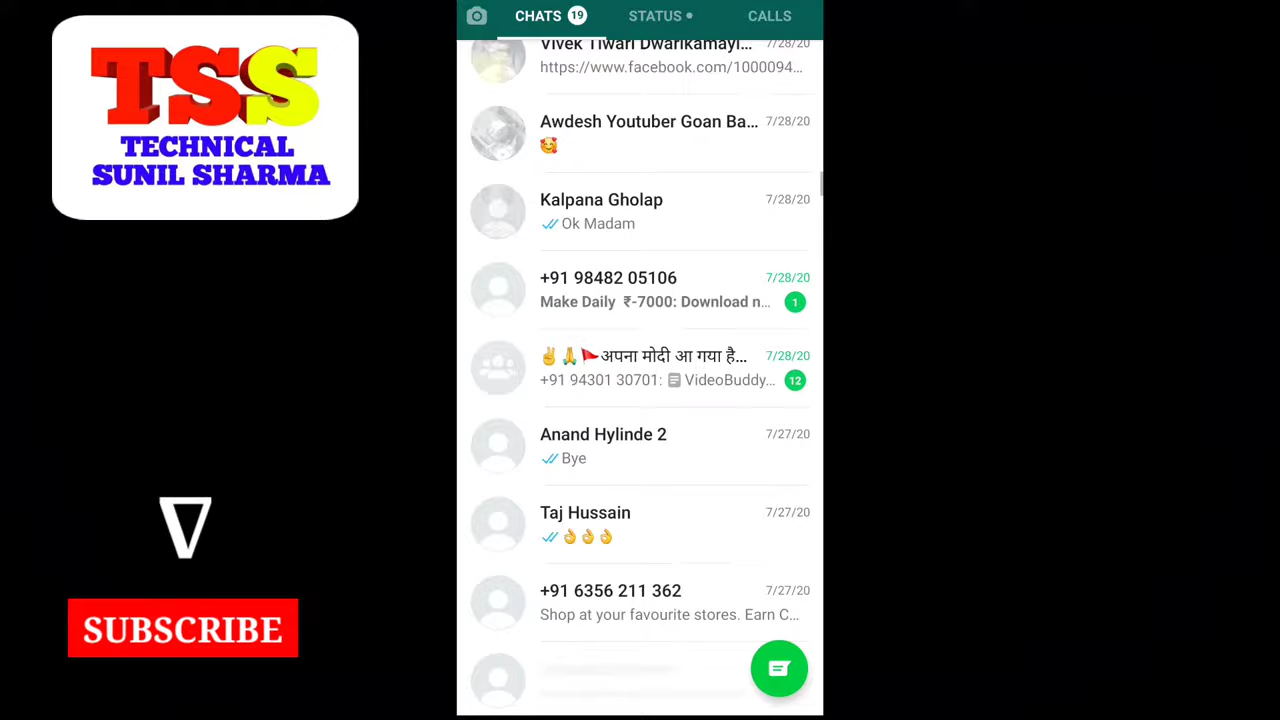 TSS
TECHNICAL
SUNIL SHARMA
SUBSCRIBE
CHATS 19 STATUS CALLS
Vivek Tiwari Dwarikamayi... 7/28/20
https://www.facebook.com/1000094...
Awdesh Youtuber Goan Ba... 7/28/20
🥰
Kalpana Gholap 7/28/20
Ok Madam
+91 98482 05106 7/28/20
Make Daily ₹-7000: Download n... 1
✌️🙏🚩अपना मोदी आ गया है... 7/28/20
+91 94301 30701: VideoBuddy... 12
Anand Hylinde 2 7/27/20
Bye
Taj Hussain 7/27/20
👌👌👌
+91 6356 211 362 7/27/20
Shop at your favourite stores. Earn C...